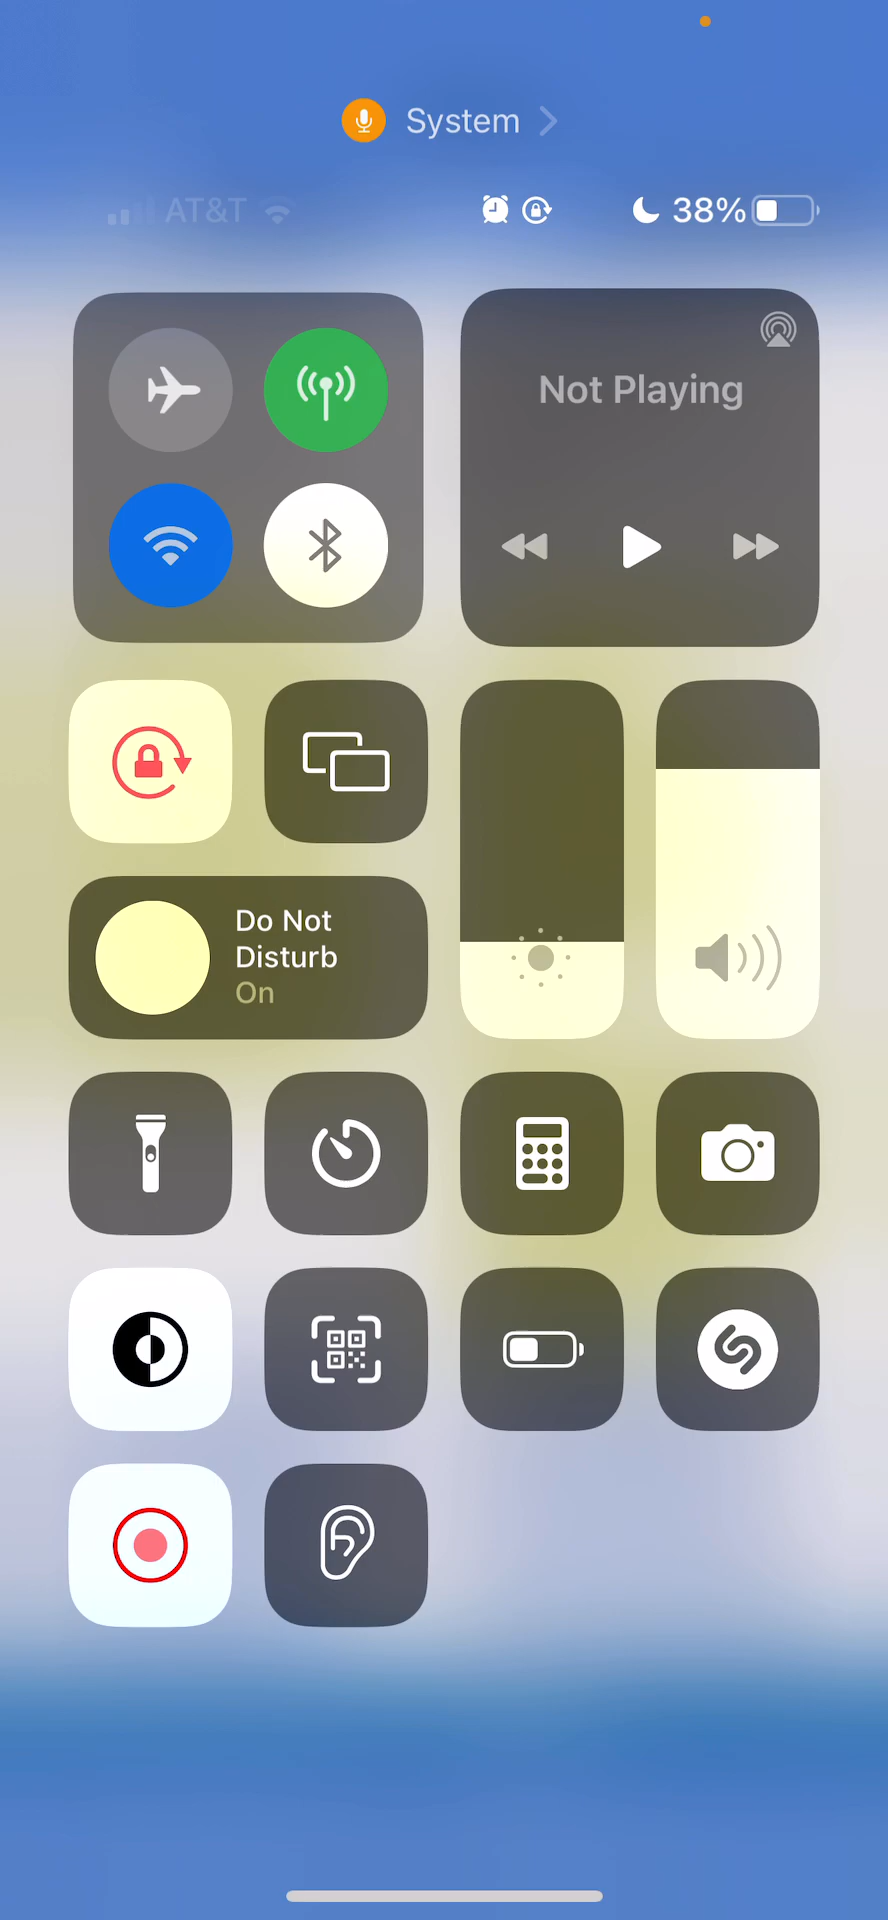 System
AT&T
38%
Not Playing
Do Not
Disturb
On